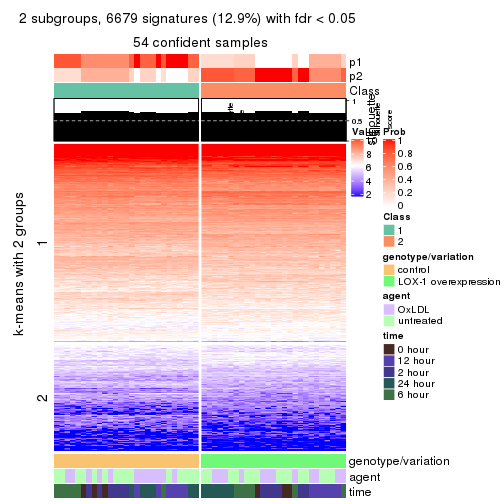 2 subgroups, 6679 signatures (12.9%) with fdr < 0.05
54 confident samples
p1
p2
Class
1
0.5
silhouette
score
k-means with 2 groups
1
2
Value
8
6
4
2
Prob
1
0.8
0.6
0.4
0.2
0
Class
1
2
genotype/variation
control
LOX-1 overexpression
agent
OxLDL
untreated
time
0 hour
12 hour
2 hour
24 hour
6 hour
genotype/variation
agent
time